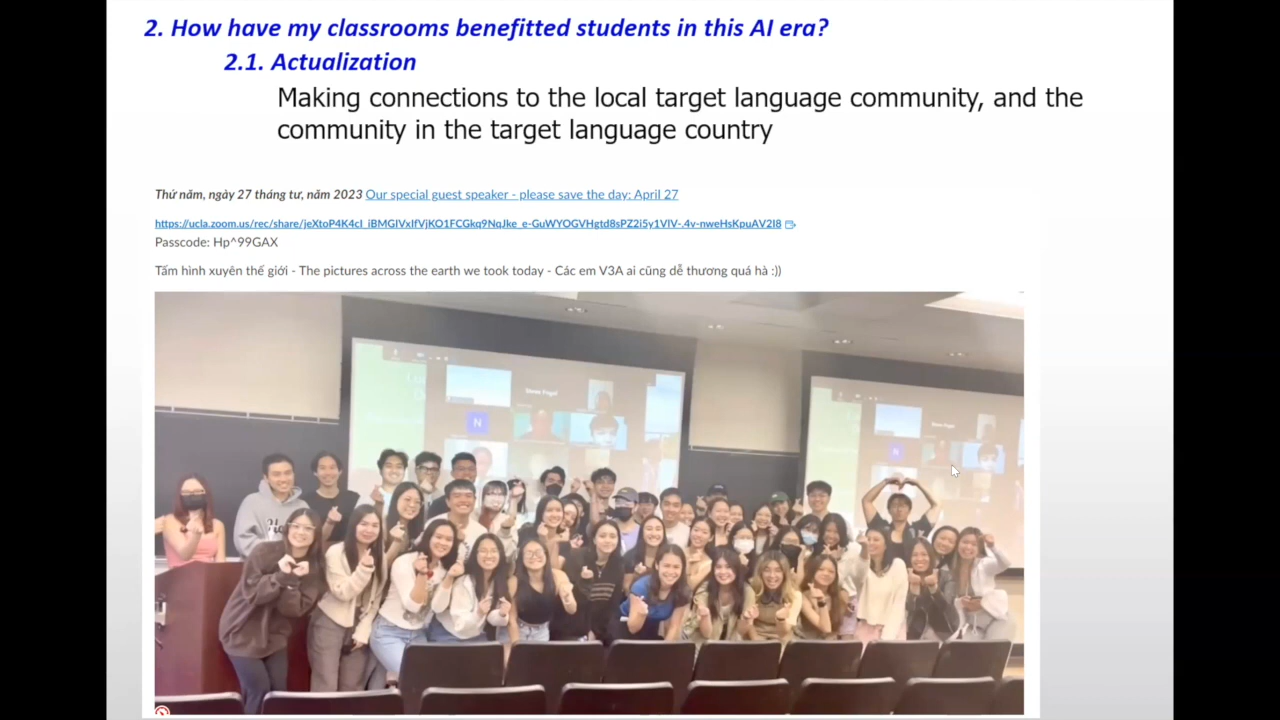 2. How have my classrooms benefitted students in this AI era?
2.1. Actualization
Making connections to the local target language community, and the
community in the target language country
Thứ năm, ngày 27 tháng tư, năm 2023 Our special guest speaker - please save the day: April 27
https://ucla.zoom.us/rec/share/jeXtoP4K4cl_iBMGIVxIfVjKO1FCGkq9NqJke_e-GuWYOGVHgtd8sPZ2i5y1VlV-.4v-nweHsKpuAV2I8
Passcode: Hp^99GAX
Tấm hình xuyên thế giới - The pictures across the earth we took today - Các em V3A ai cũng dễ thương quá hà :))
N
N